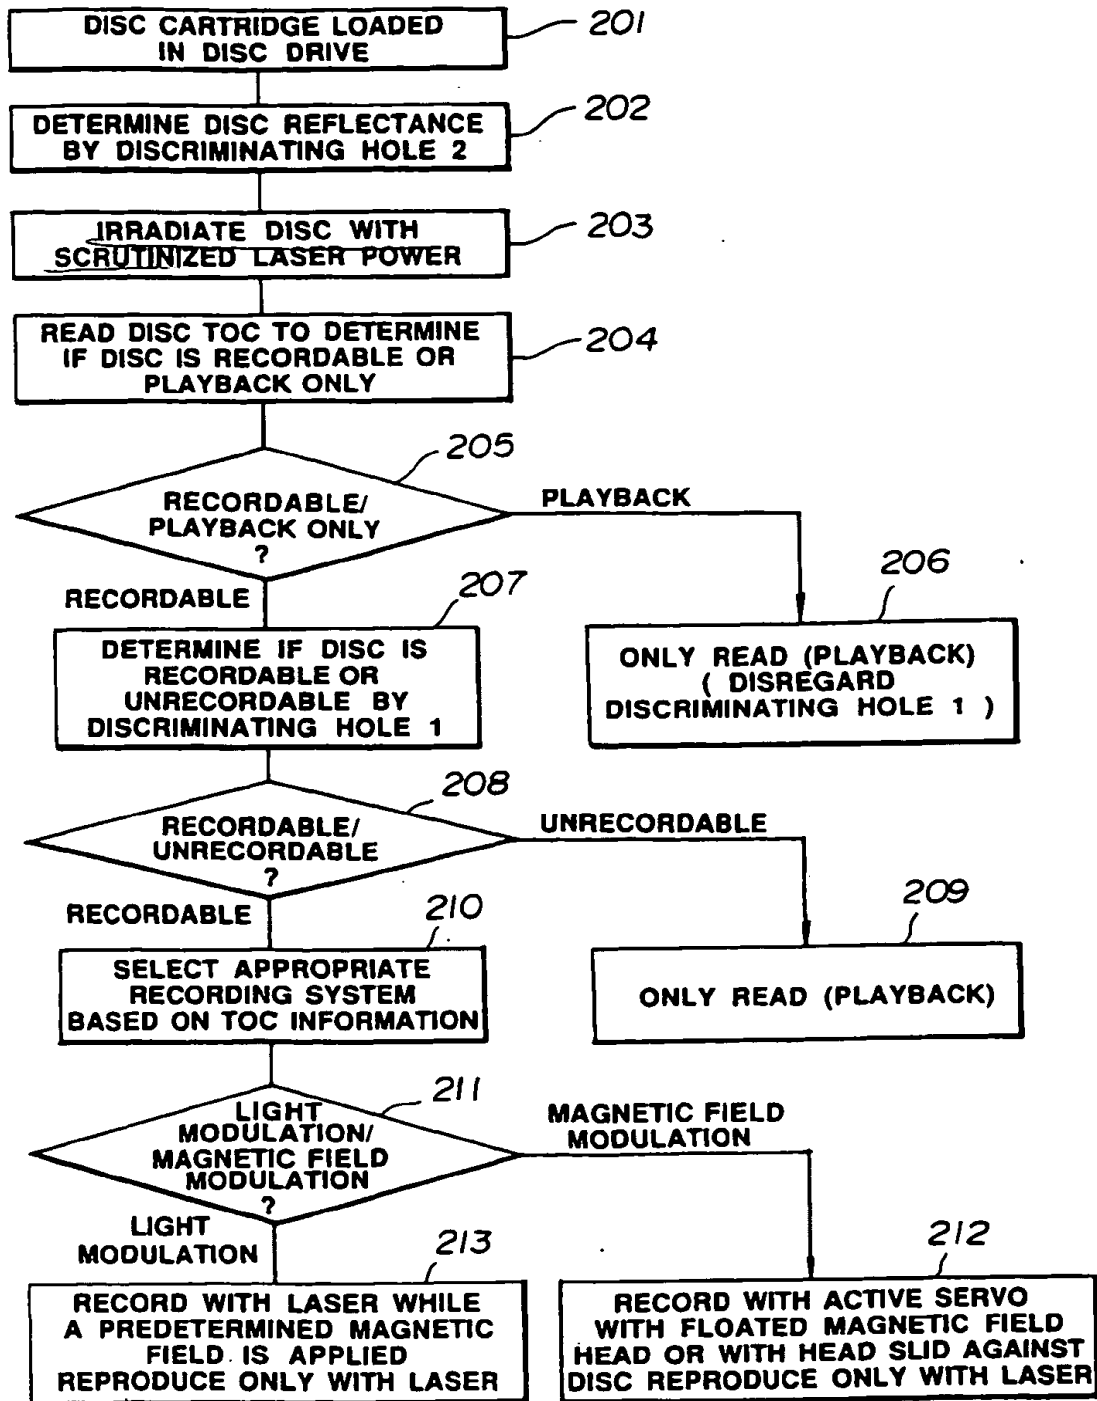 DISC CARTRIDGE LOADED
IN DISC DRIVE
201
DETERMINE DISC REFLECTANCE
BY DISCRIMINATING HOLE 2
202
IRRADIATE DISC WITH
SCRUTINIZED LASER POWER
203
READ DISC TOC TO DETERMINE
IF DISC IS RECORDABLE OR
PLAYBACK ONLY
204
205
RECORDABLE/
PLAYBACK ONLY
?
PLAYBACK
206
ONLY READ (PLAYBACK)
( DISREGARD
DISCRIMINATING HOLE 1 )
RECORDABLE
207
DETERMINE IF DISC IS
RECORDABLE OR
UNRECORDABLE BY
DISCRIMINATING HOLE 1
208
RECORDABLE/
UNRECORDABLE
?
UNRECORDABLE
209
ONLY READ (PLAYBACK)
RECORDABLE
210
SELECT APPROPRIATE
RECORDING SYSTEM
BASED ON TOC INFORMATION
211
LIGHT
MODULATION/
MAGNETIC FIELD
MODULATION
?
MAGNETIC FIELD
MODULATION
212
RECORD WITH ACTIVE SERVO
WITH FLOATED MAGNETIC FIELD
HEAD OR WITH HEAD SLID AGAINST
DISC REPRODUCE ONLY WITH LASER
LIGHT
MODULATION
213
RECORD WITH LASER WHILE
A PREDETERMINED MAGNETIC
FIELD IS APPLIED
REPRODUCE ONLY WITH LASER